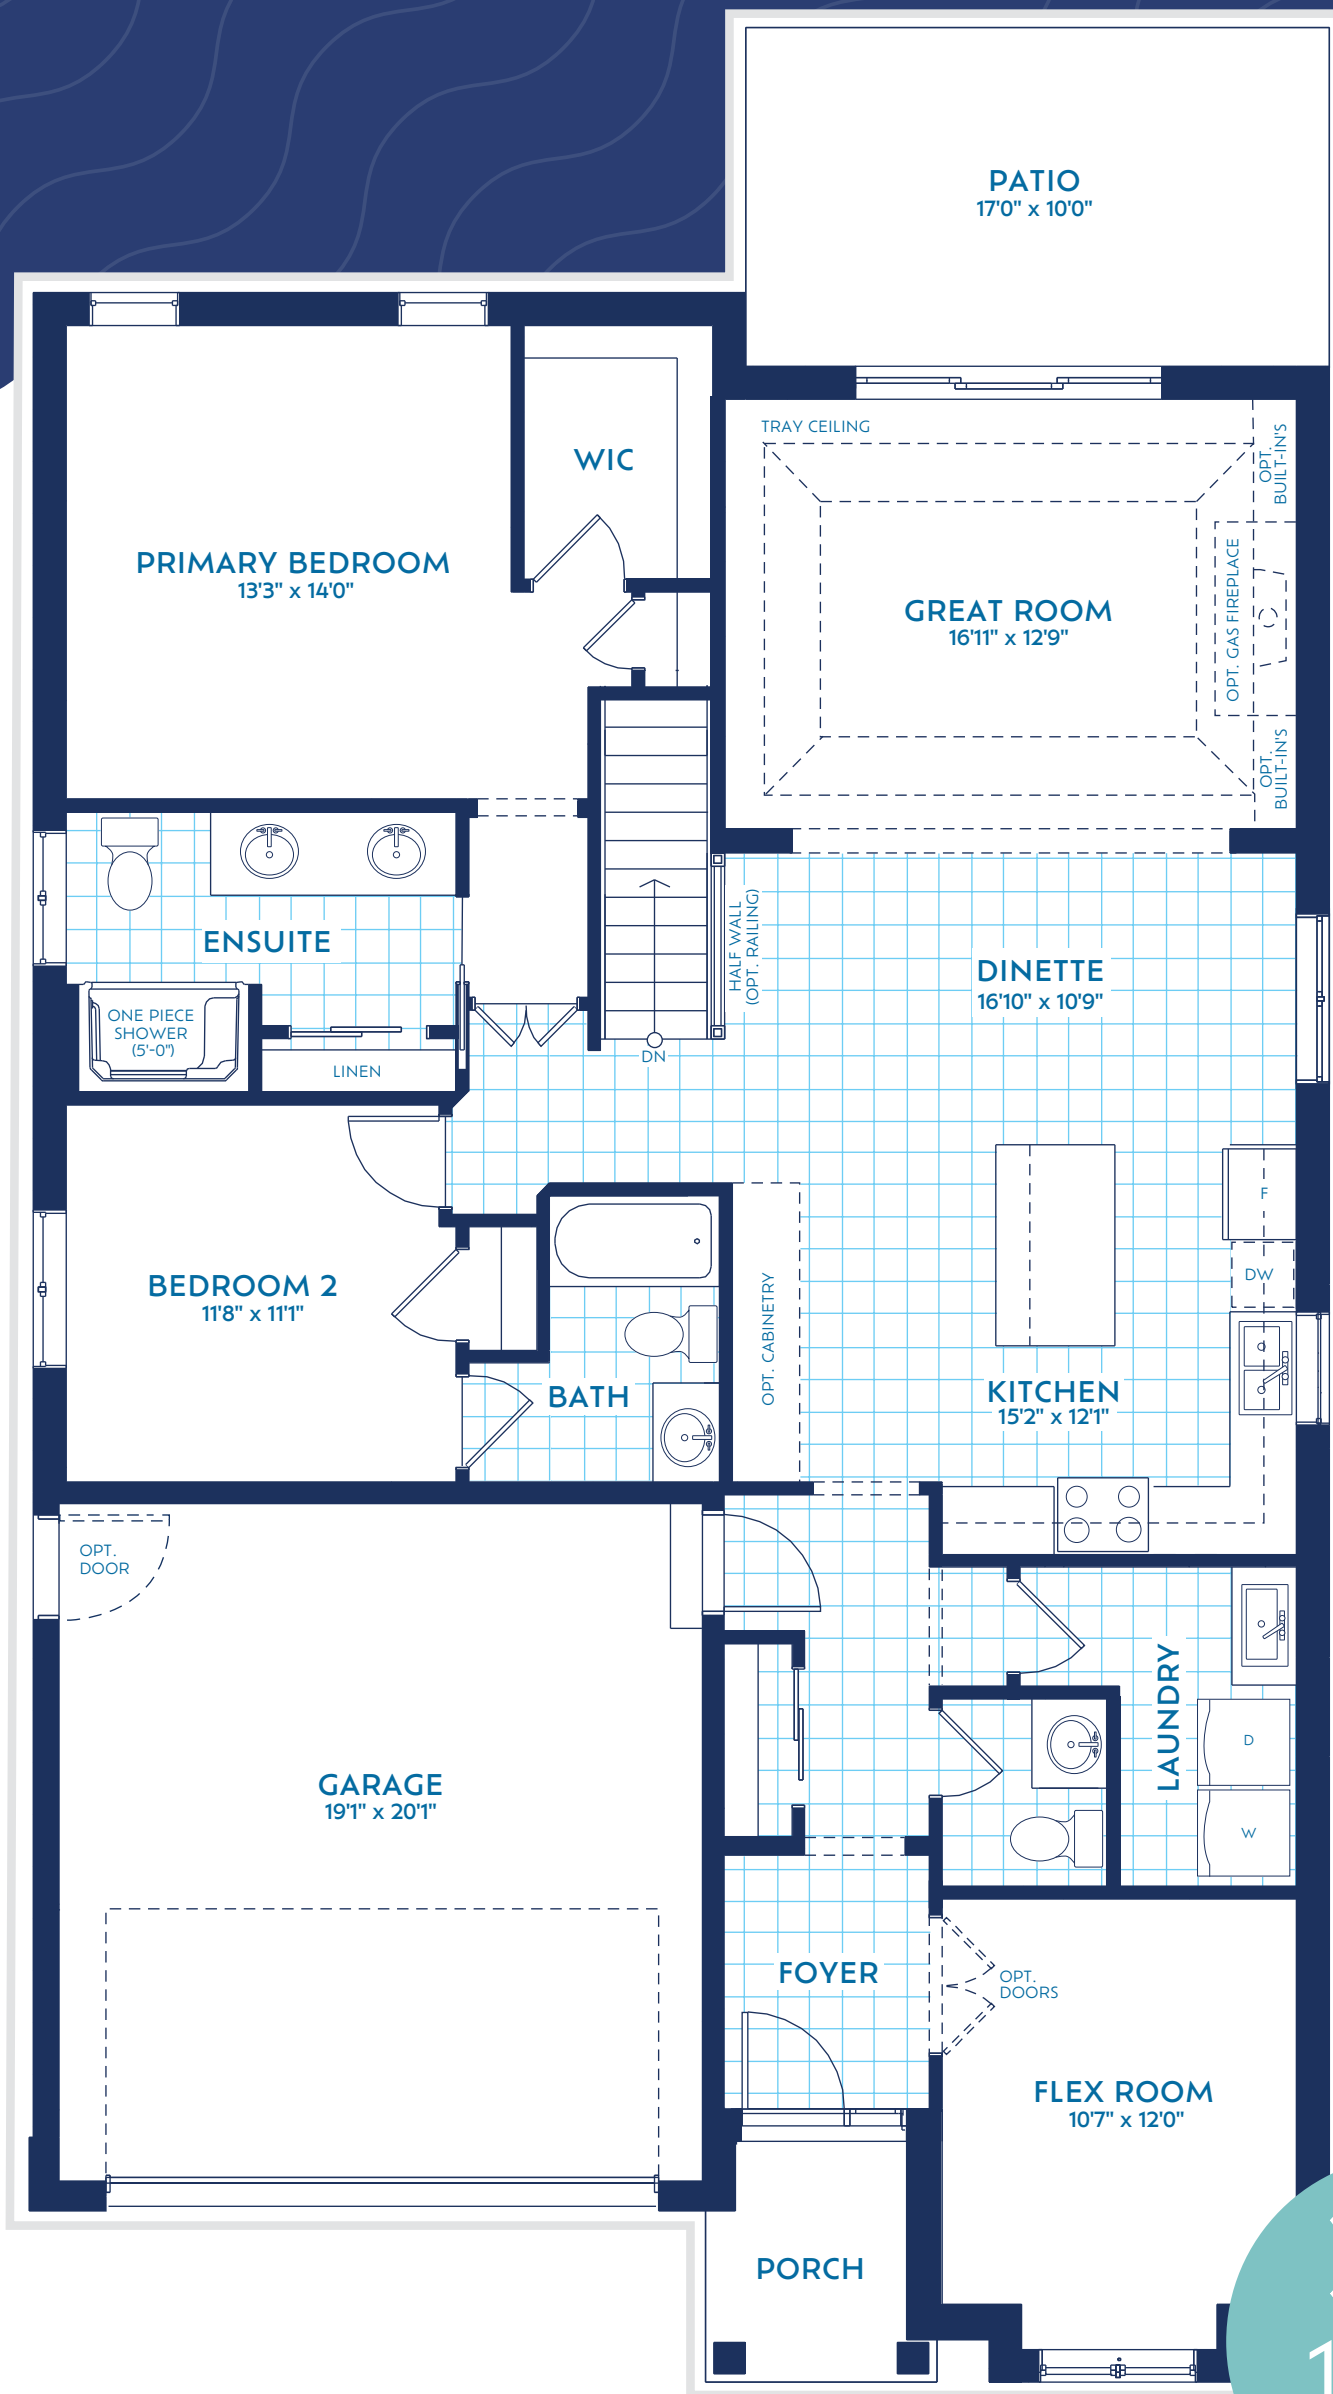 PATIO
17'0" x 10'0"
TRAY CEILING
OPT.
BUILT-IN'S
WIC
PRIMARY BEDROOM
13'3" x 14'0"
OPT. GAS FIREPLACE
GREAT ROOM
16'11" x 12'9"
OPT.
BUILT-IN'S
HALF WALL
(OPT. RAILING)
ENSUITE
DINETTE
16'10" x 10'9"
ONE PIECE
SHOWER
(5'-0")
LINEN
DN
F
DW
BEDROOM 2
11'8" x 11'1"
OPT. CABINETRY
BATH
KITCHEN
15'2" x 12'1"
OPT.
DOOR
LAUNDRY
D
W
GARAGE
19'1" x 20'1"
FOYER
OPT.
DOORS
FLEX ROOM
10'7" x 12'0"
PORCH